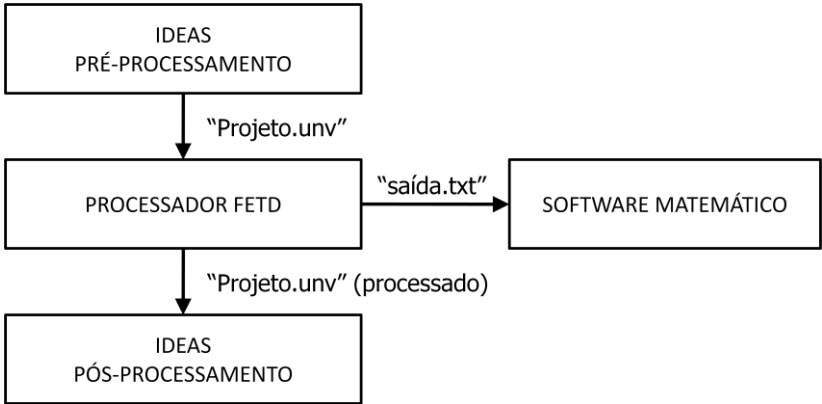 IDEAS
PRÉ-PROCESSAMENTO
“Projeto.unv”
PROCESSADOR FETD
“saída.txt”
SOFTWARE MATEMÁTICO
“Projeto.unv” (processado)
IDEAS
PÓS-PROCESSAMENTO